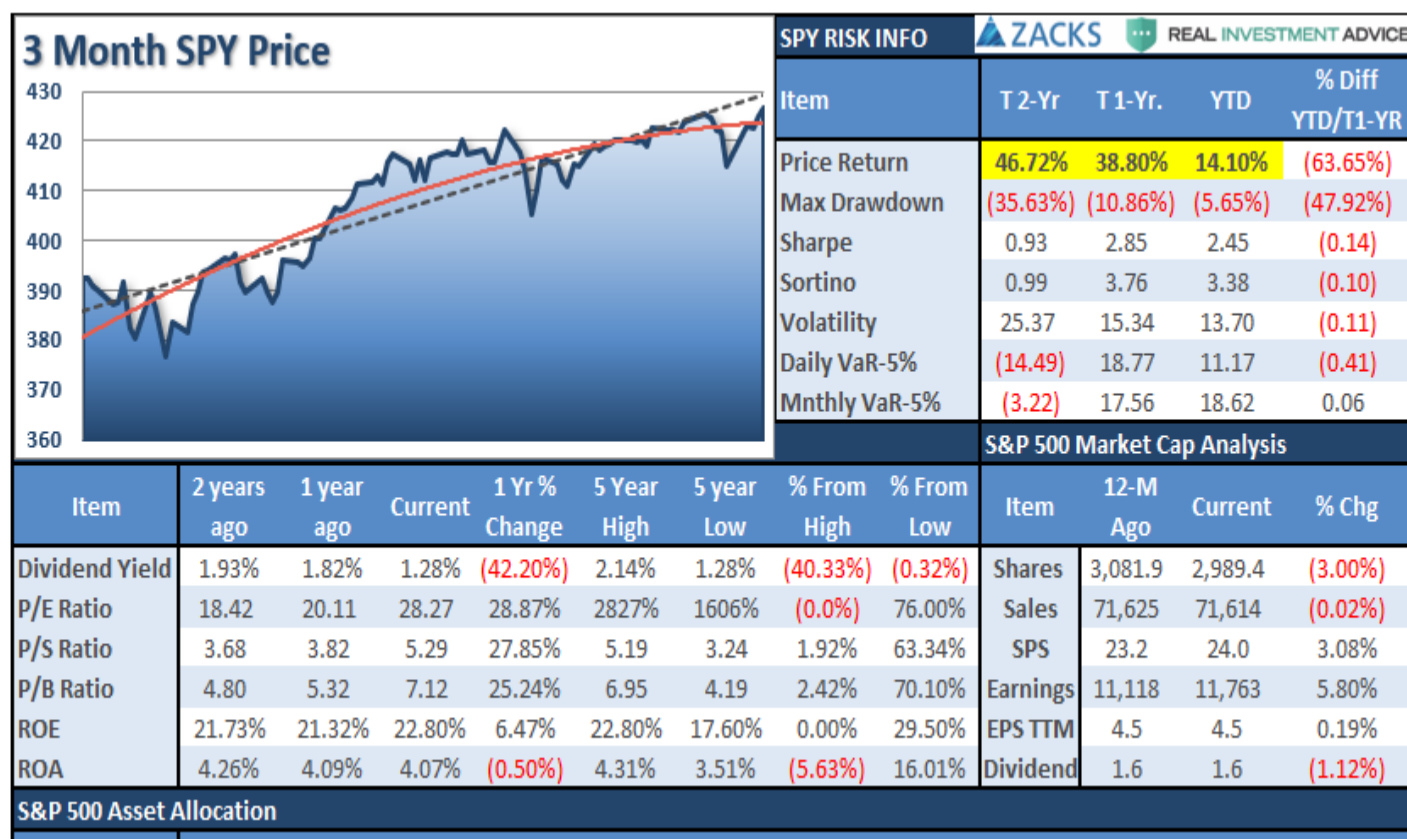 3 Month SPY Price
430
420
410
400
390
380
370
360
SPY RISK INFO ZACKS REAL INVESTMENT ADVICE
Item T 2-Yr T 1-Yr. YTD % Diff YTD/T1-YR
Price Return 46.72% 38.80% 14.10% (63.65%)
Max Drawdown (35.63%) (10.86%) (5.65%) (47.92%)
Sharpe 0.93 2.85 2.45 (0.14)
Sortino 0.99 3.76 3.38 (0.10)
Volatility 25.37 15.34 13.70 (0.11)
Daily VaR-5% (14.49) 18.77 11.17 (0.41)
Mnthly VaR-5% (3.22) 17.56 18.62 0.06
S&P 500 Market Cap Analysis
Item 2 years ago 1 year ago Current 1 Yr % Change 5 Year High 5 year Low % From High % From Low Item 12-M Ago Current % Chg
Dividend Yield 1.93% 1.82% 1.28% (42.20%) 2.14% 1.28% (40.33%) (0.32%) Shares 3,081.9 2,989.4 (3.00%)
P/E Ratio 18.42 20.11 28.27 28.87% 2827% 1606% (0.0%) 76.00% Sales 71,625 71,614 (0.02%)
P/S Ratio 3.68 3.82 5.29 27.85% 5.19 3.24 1.92% 63.34% SPS 23.2 24.0 3.08%
P/B Ratio 4.80 5.32 7.12 25.24% 6.95 4.19 2.42% 70.10% Earnings 11,118 11,763 5.80%
ROE 21.73% 21.32% 22.80% 6.47% 22.80% 17.60% 0.00% 29.50% EPS TTM 4.5 4.5 0.19%
ROA 4.26% 4.09% 4.07% (0.50%) 4.31% 3.51% (5.63%) 16.01% Dividend 1.6 1.6 (1.12%)
S&P 500 Asset Allocation